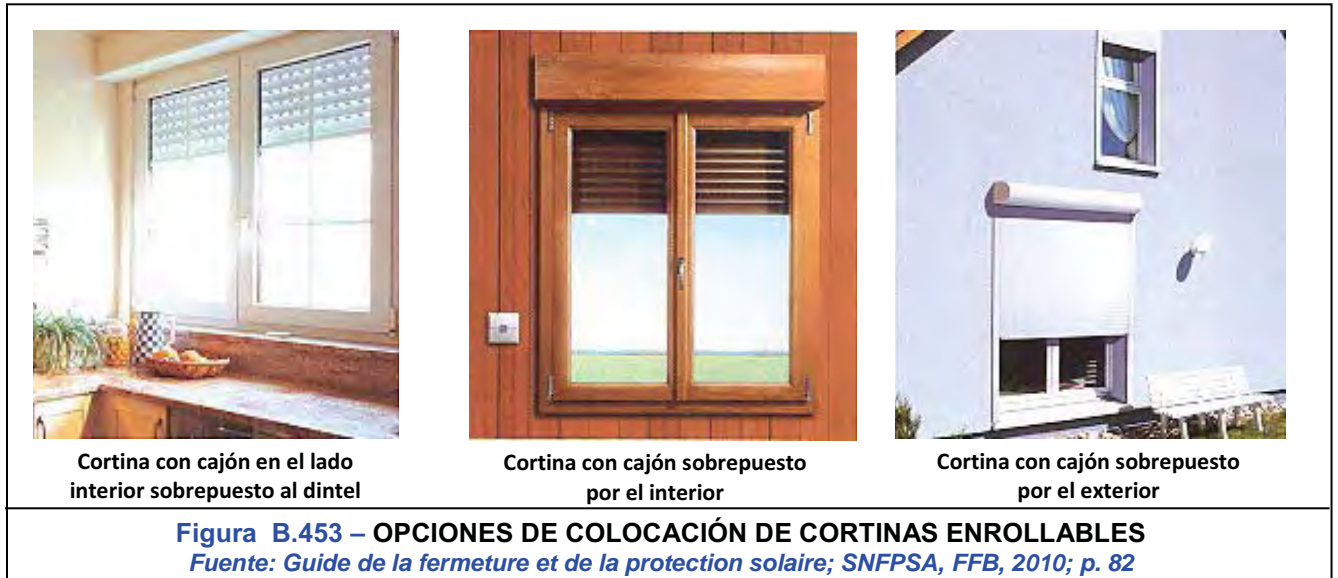 Cortina con cajón en el lado
interior sobrepuesto al dintel
Cortina con cajón sobrepuesto
por el interior
Cortina con cajón sobrepuesto
por el exterior
Figura B.453 – OPCIONES DE COLOCACIÓN DE CORTINAS ENROLLABLES
Fuente: Guide de la fermeture et de la protection solaire; SNFPSA, FFB, 2010; p. 82